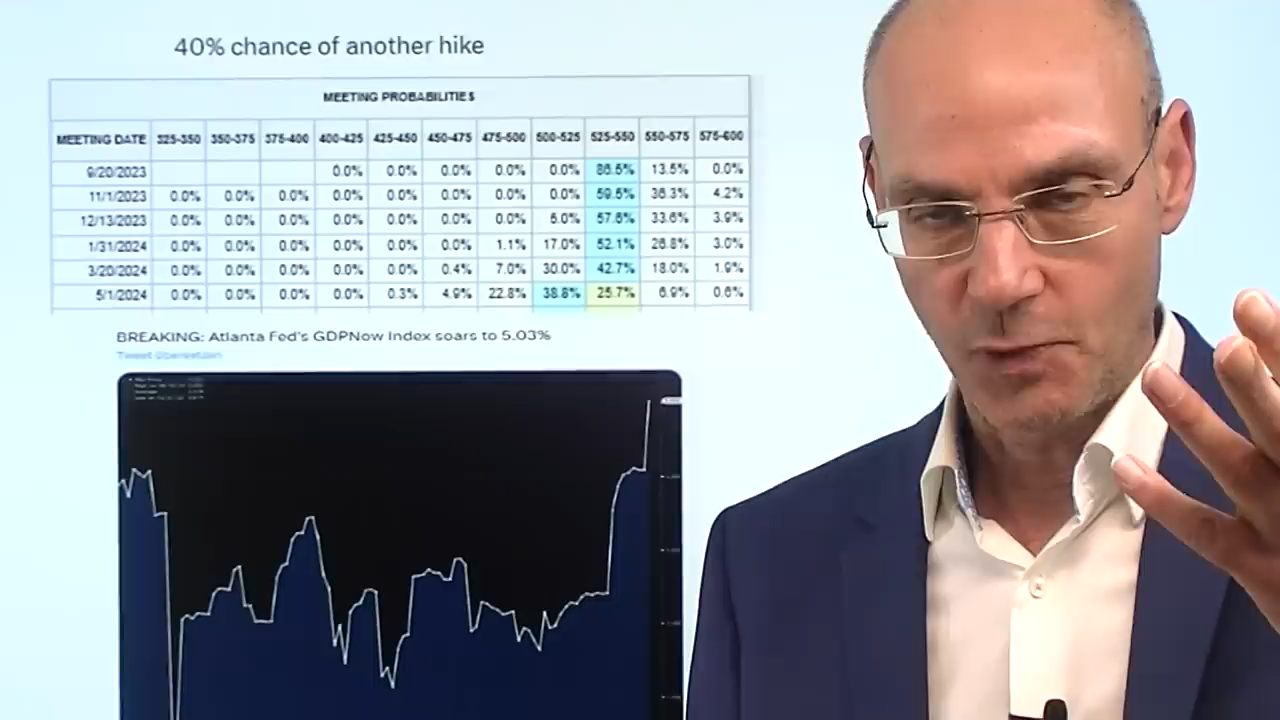 40% chance of another hike
MEETING PROBABILITIES
MEETING DATE 325-350 350-375 375-400 400-425 425-450 450-475 475-500 500-525 525-550 550-575 575-600
9/20/2023 0.0% 0.0% 0.0% 0.0% 0.0% 86.5% 13.5% 0.0%
11/1/2023 0.0% 0.0% 0.0% 0.0% 0.0% 0.0% 0.0% 0.0% 59.5% 36.3% 4.2%
12/13/2023 0.0% 0.0% 0.0% 0.0% 0.0% 0.0% 0.0% 5.0% 57.6% 33.6% 3.9%
1/31/2024 0.0% 0.0% 0.0% 0.0% 0.0% 0.0% 1.1% 17.0% 52.1% 26.8% 3.0%
3/20/2024 0.0% 0.0% 0.0% 0.0% 0.0% 0.4% 7.0% 30.0% 42.7% 18.0% 1.9%
5/1/2024 0.0% 0.0% 0.0% 0.0% 0.3% 4.9% 22.8% 38.8% 25.7% 6.9% 0.6%
BREAKING: Atlanta Fed's GDPNow Index soars to 5.03%
Tweet